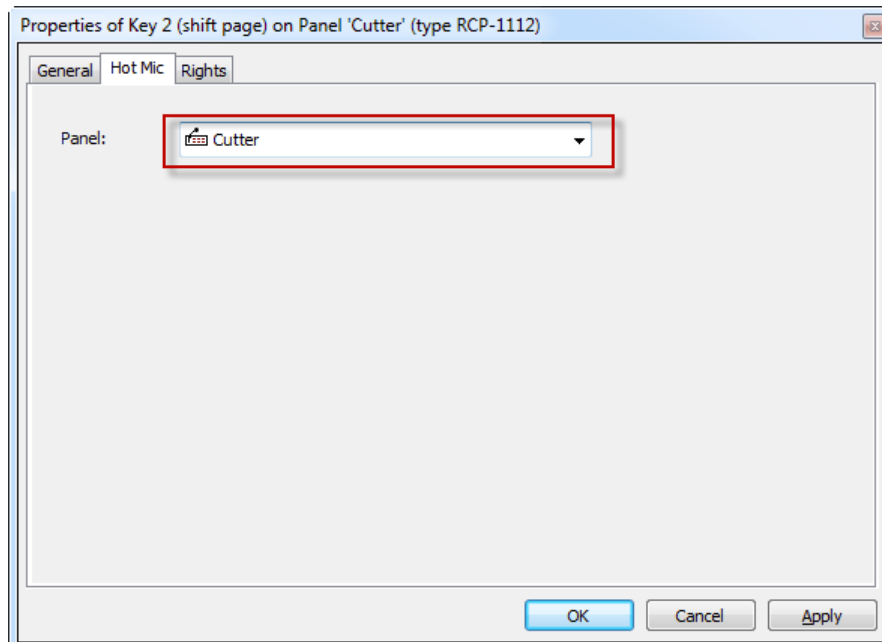 Properties of Key 2 (shift page) on Panel 'Cutter' (type RCP-1112)
General Hot Mic Rights
Panel: Cutter
OK Cancel Apply